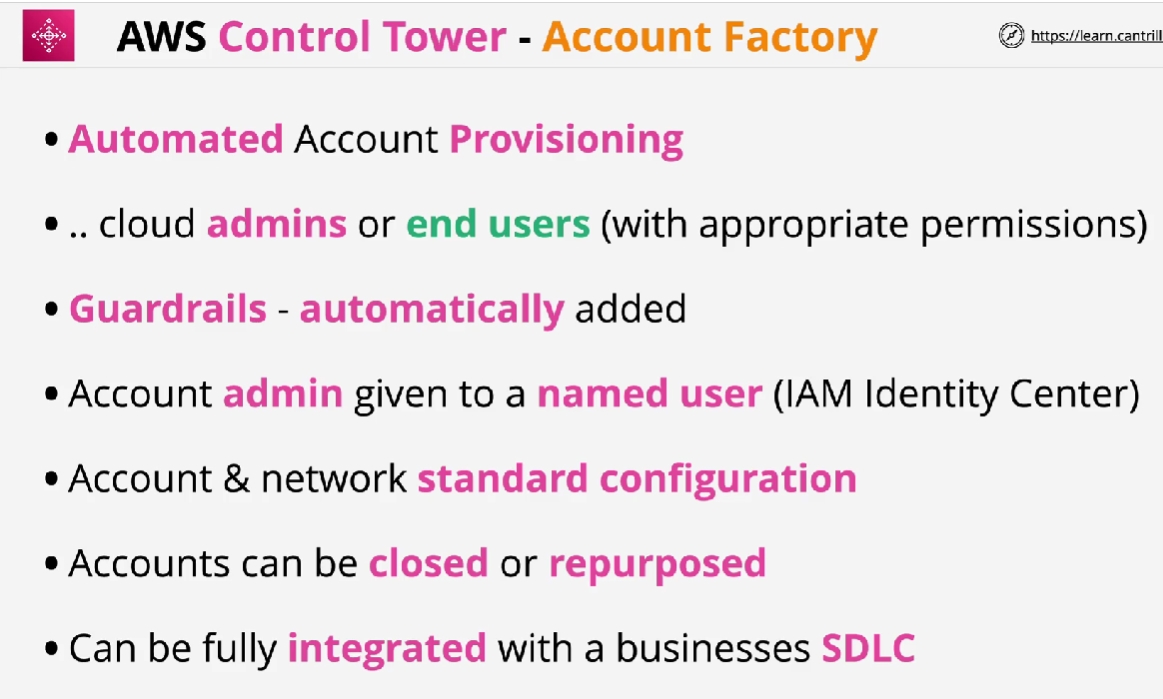 AWS Control Tower - Account Factory
https://learn.cantrill
• Automated Account Provisioning
• .. cloud admins or end users (with appropriate permissions)
• Guardrails - automatically added
• Account admin given to a named user (IAM Identity Center)
• Account & network standard configuration
• Accounts can be closed or repurposed
• Can be fully integrated with a businesses SDLC